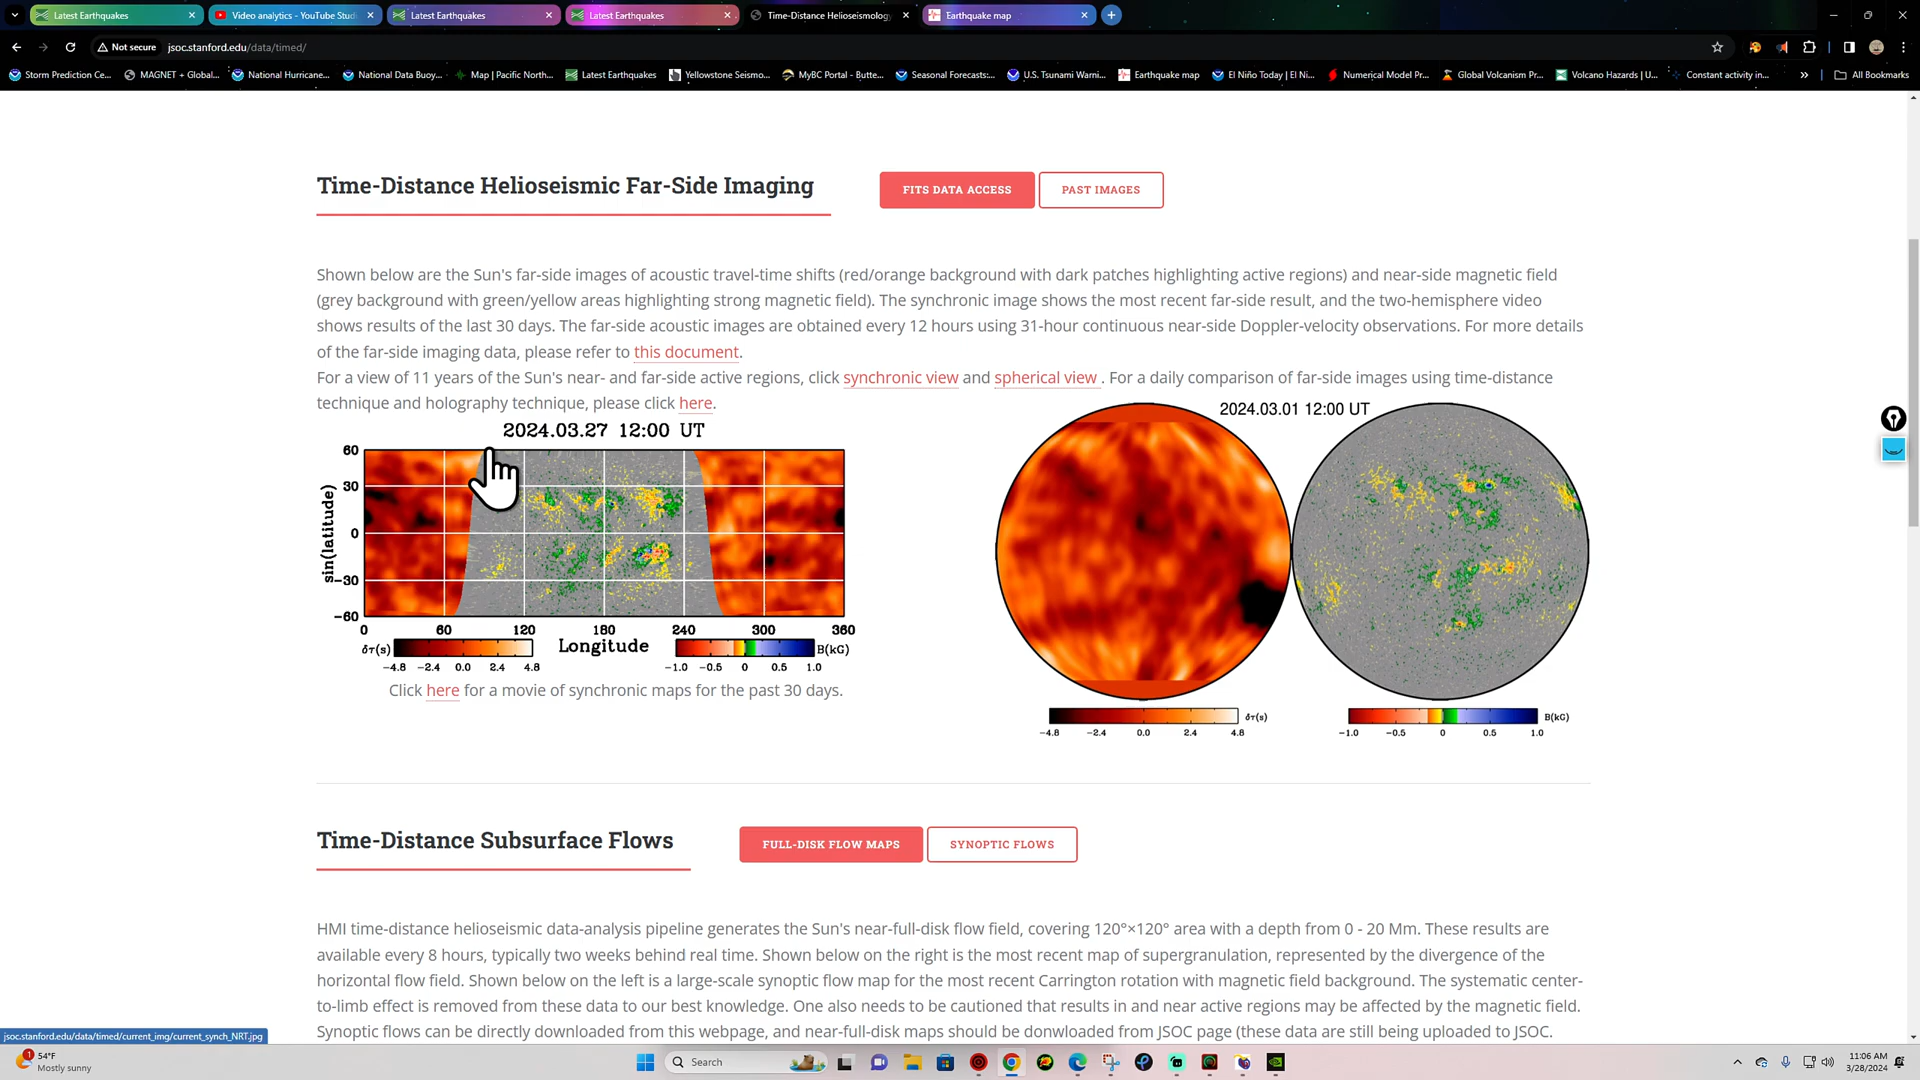 Latest Earthquakes
Video analytics - YouTube Studi
Latest Earthquakes
Latest Earthquakes
Time-Distance Helioseismology
Earthquake map
Not secure
jsoc.stanford.edu/data/timed/
Storm Prediction Ce...
MAGNET + Global...
National Hurricane...
National Data Buoy...
Map | Pacific North...
Latest Earthquakes
Yellowstone Seismo...
MyBC Portal - Butte...
Seasonal Forecasts:...
U.S. Tsunami Warni...
Earthquake map
El Niño Today | El Ni...
Numerical Model Pr...
Global Volcanism Pr...
Volcano Hazards | U...
Constant activity in...
All Bookmarks
Time-Distance Helioseismic Far-Side Imaging
FITS DATA ACCESS
PAST IMAGES
Shown below are the Sun's far-side images of acoustic travel-time shifts (red/orange background with dark patches highlighting active regions) and near-side magnetic field
(grey background with green/yellow areas highlighting strong magnetic field). The synchronic image shows the most recent far-side result, and the two-hemisphere video
shows results of the last 30 days. The far-side acoustic images are obtained every 12 hours using 31-hour continuous near-side Doppler-velocity observations. For more details
of the far-side imaging data, please refer to this document.
For a view of 11 years of the Sun's near- and far-side active regions, click synchronic view and spherical view . For a daily comparison of far-side images using time-distance
technique and holography technique, please click here.
2024.03.27 12:00 UT
60
30
0
-30
-60
sin(latitude)
0 60 120 180 240 300 360
δτ(s)
Longitude
B(kG)
-4.8 -2.4 0.0 2.4 4.8
-1.0 -0.5 0 0.5 1.0
Click here for a movie of synchronic maps for the past 30 days.
2024.03.01 12:00 UT
δτ(s)
-4.8 -2.4 0.0 2.4 4.8
B(kG)
-1.0 -0.5 0 0.5 1.0
Time-Distance Subsurface Flows
FULL-DISK FLOW MAPS
SYNOPTIC FLOWS
HMI time-distance helioseismic data-analysis pipeline generates the Sun's near-full-disk flow field, covering 120°×120° area with a depth from 0 - 20 Mm. These results are
available every 8 hours, typically two weeks behind real time. Shown below on the right is the most recent map of supergranulation, represented by the divergence of the
horizontal flow field. Shown below on the left is a large-scale synoptic flow map for the most recent Carrington rotation with magnetic field background. The systematic center-
to-limb effect is removed from these data to our best knowledge. One also needs to be cautioned that results in and near active regions may be affected by the magnetic field.
Synoptic flows can be directly downloaded from this webpage, and near-full-disk maps should be donwloaded from JSOC page (these data are still being uploaded to JSOC.
jsoc.stanford.edu/data/timed/current_img/current_synch_NRT.jpg
1
54°F
Mostly sunny
Search
11:06 AM
3/28/2024